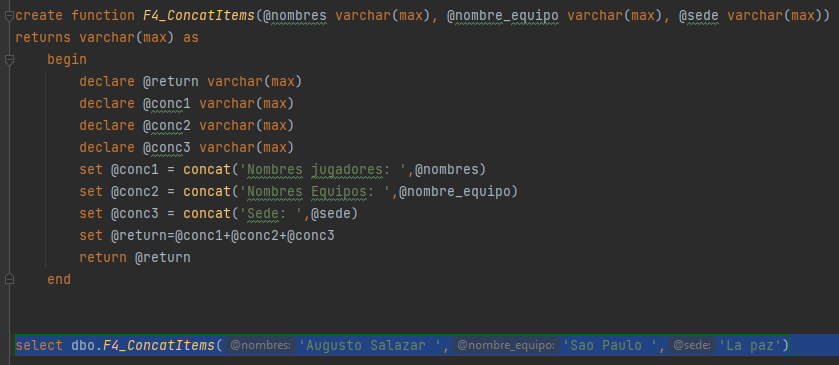 create function F4_ConcatItems(@nombres varchar(max), @nombre_equipo varchar(max), @sede varchar(max))
returns varchar(max) as
    begin
        declare @return varchar(max)
        declare @conc1 varchar(max)
        declare @conc2 varchar(max)
        declare @conc3 varchar(max)
        set @conc1 = concat('Nombres jugadores: ',@nombres)
        set @conc2 = concat('Nombres Equipos: ',@nombre_equipo)
        set @conc3 = concat('Sede: ',@sede)
        set @return=@conc1+@conc2+@conc3
        return @return
    end
select dbo.F4_ConcatItems( @nombres: 'Augusto Salazar ', @nombre_equipo: 'Sao Paulo ', @sede: 'La paz')